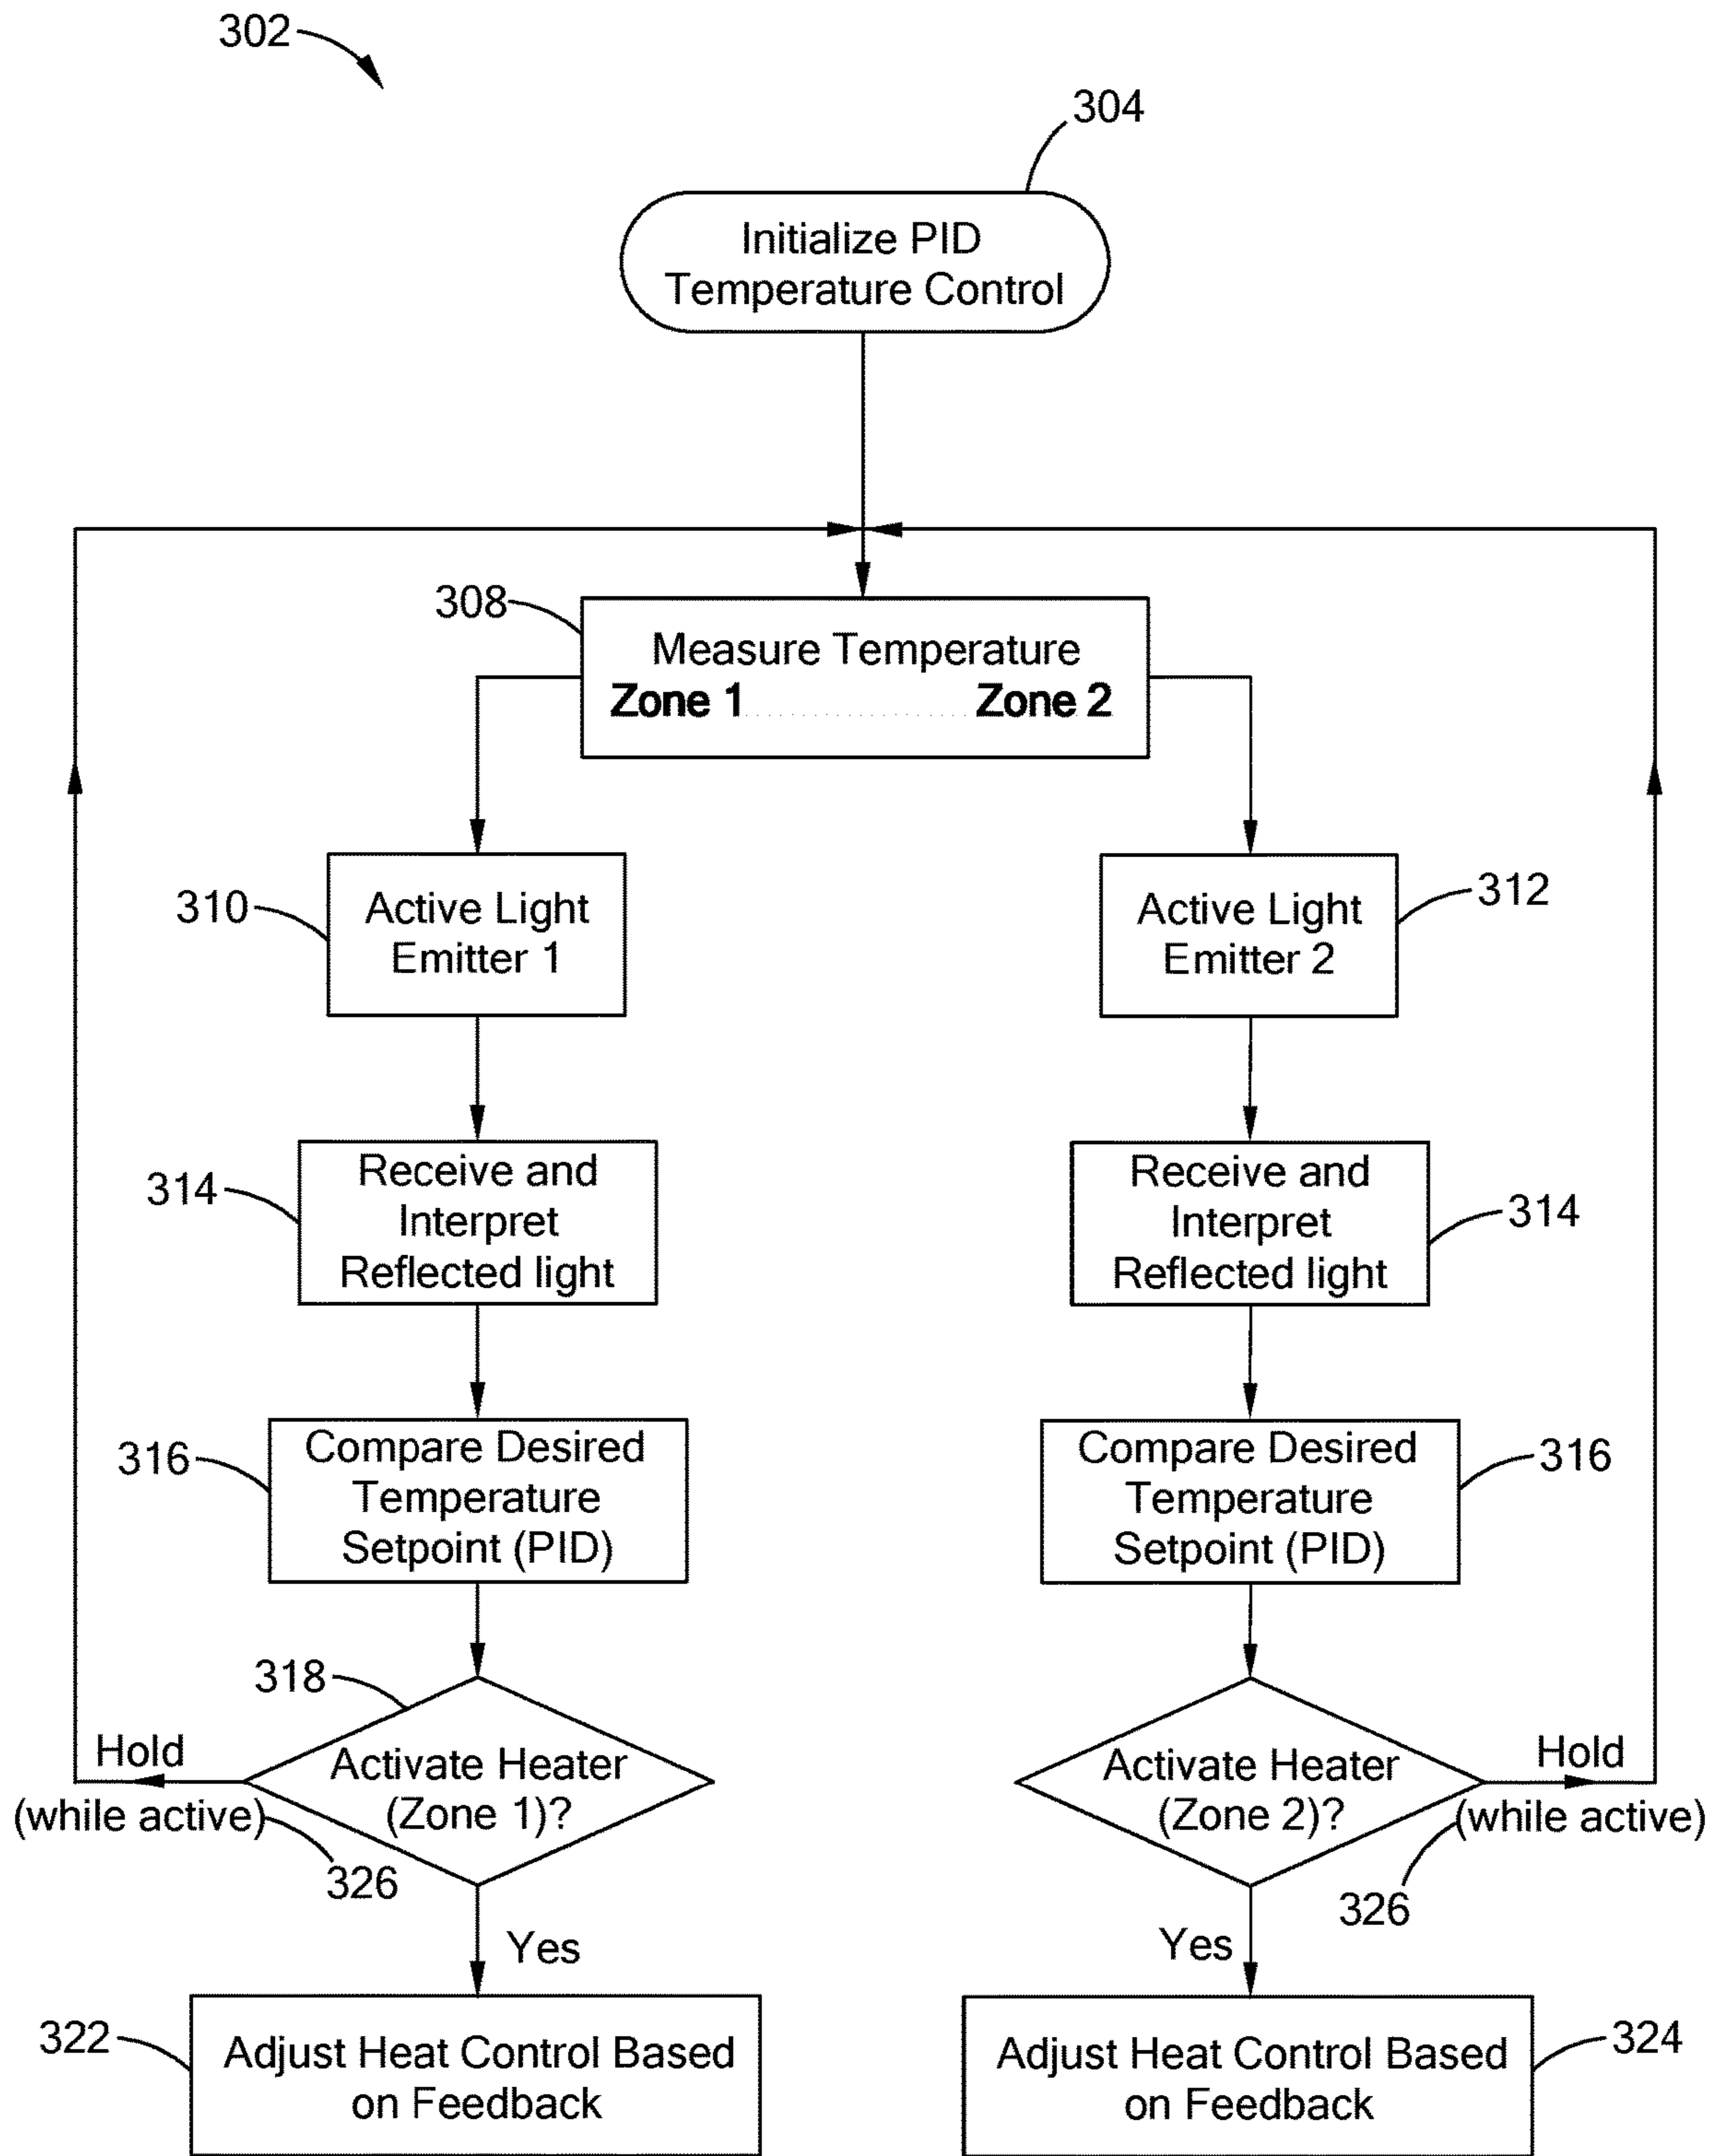 302
304
Initialize PID
Temperature Control
308
Measure Temperature
Zone 1 Zone 2
310
Active Light
Emitter 1
Active Light
Emitter 2
312
314
Receive and
Interpret
Reflected light
Receive and
Interpret
Reflected light
314
316
Compare Desired
Temperature
Setpoint (PID)
Compare Desired
Temperature
Setpoint (PID)
316
318
Hold
(while active)
326
Activate Heater
(Zone 1)?
Activate Heater
(Zone 2)?
Hold
(while active)
326
Yes
Yes
322
Adjust Heat Control Based
on Feedback
Adjust Heat Control Based
on Feedback
324